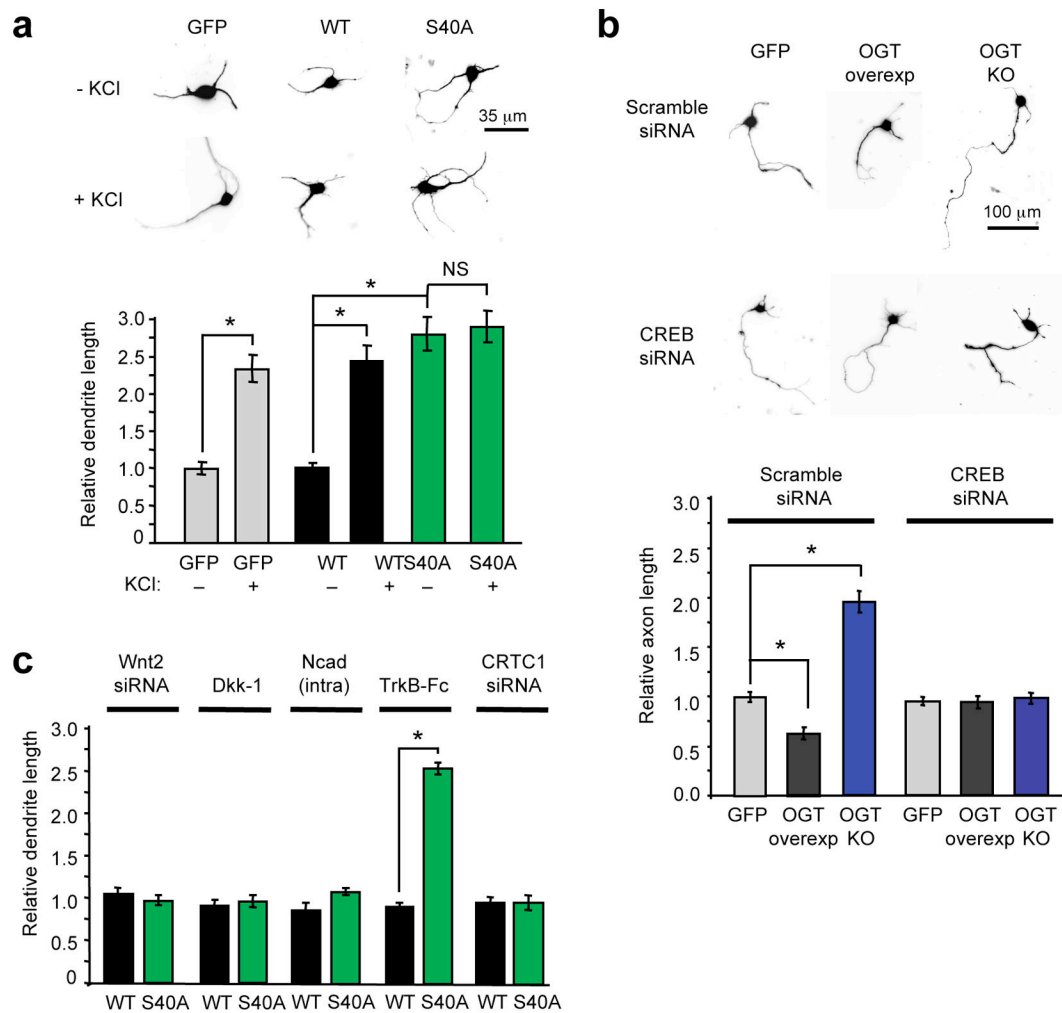 a
GFP WT S40A
- KCl
35 μm
+ KCl
NS
*
* *
Relative dendrite length
3.0
2.5
2.0
1.5
1.0
0.5
0
GFP GFP WT WT S40A S40A
KCl: – + – + – +
b
GFP OGT overexp OGT KO
Scramble siRNA
100 μm
CREB siRNA
Scramble siRNA CREB siRNA
Relative axon length
3.0
2.5
2.0
1.5
1.0
0.5
0.0
*
*
GFP OGT overexp OGT KO GFP OGT overexp OGT KO
c
Wnt2 siRNA Dkk-1 Ncad (intra) TrkB-Fc CRTC1 siRNA
Relative dendrite length
3.0
2.5
2.0
1.5
1.0
0.5
0
*
WT S40A WT S40A WT S40A WT S40A WT S40A